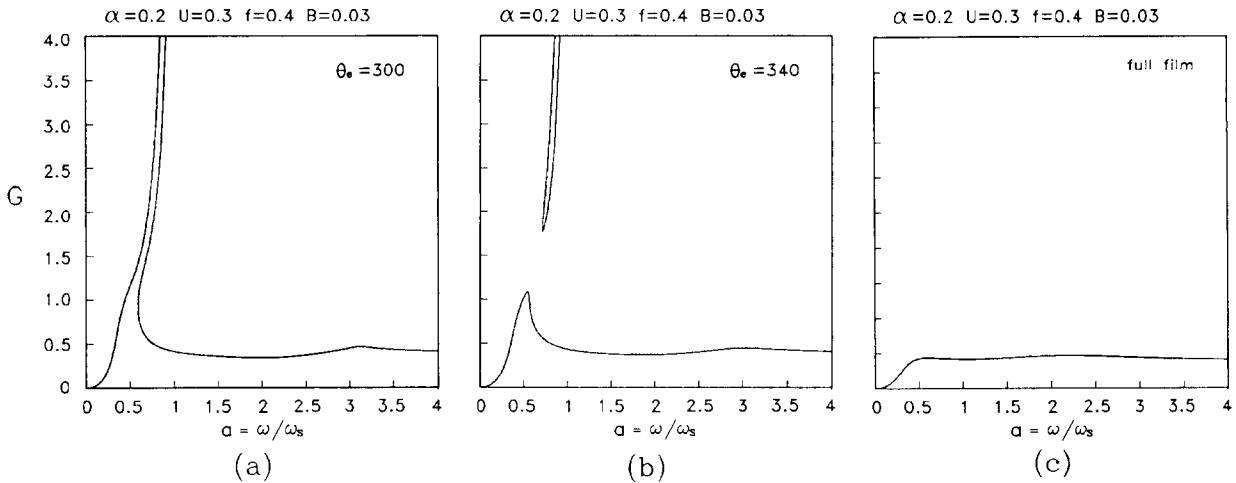 α=0.2 U=0.3 f=0.4 B=0.03
θe =300
G
4.0
3.5
3.0
2.5
2.0
1.5
1.0
0.5
0
0 0.5 1 1.5 2 2.5 3 3.5 4
a = ω/ωs
(a)
α=0.2 U=0.3 f=0.4 B=0.03
θe =340
0 0.5 1 1.5 2 2.5 3 3.5 4
a = ω/ωs
(b)
α=0.2 U=0.3 f=0.4 B=0.03
full film
0 0.5 1 1.5 2 2.5 3 3.5 4
a = ω/ωs
(c)